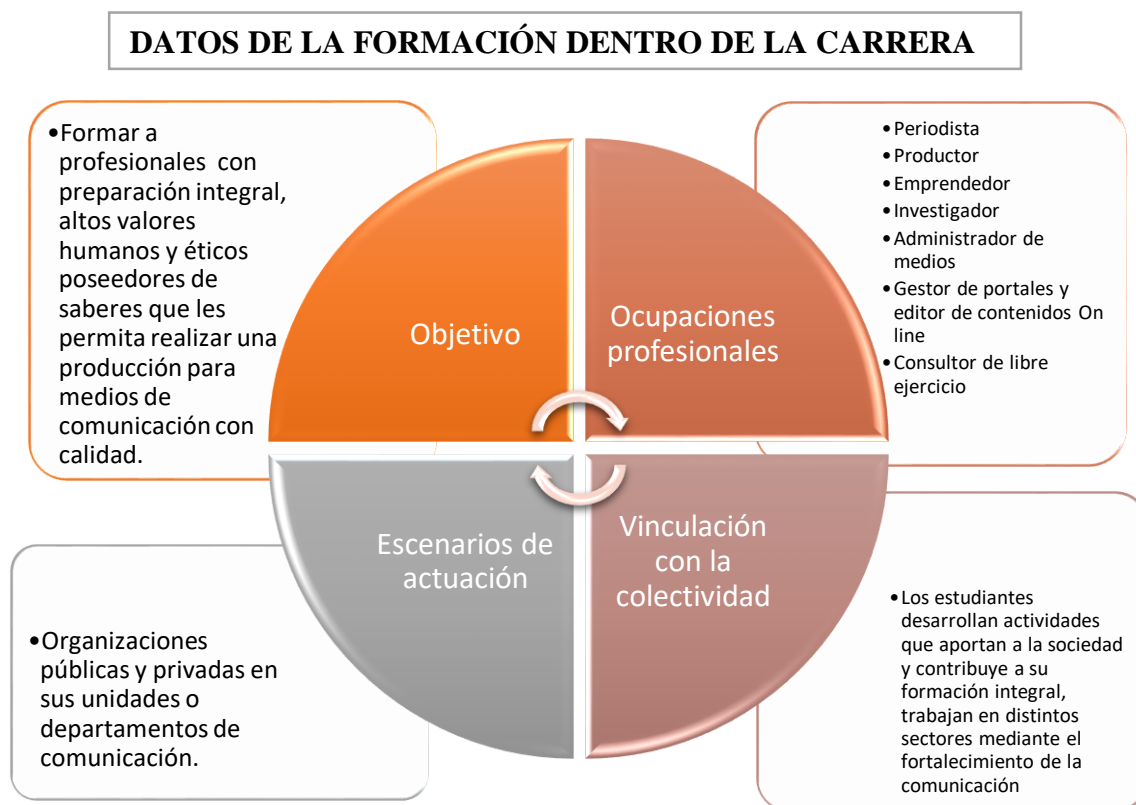 DATOS DE LA FORMACIÓN DENTRO DE LA CARRERA
•Formar a
profesionales con
preparación integral,
altos valores
humanos y éticos
poseedores de
saberes que les
permita realizar una
producción para
medios de
comunicación con
calidad.
Objetivo
Ocupaciones
profesionales
•Periodista
•Productor
•Emprendedor
•Investigador
•Administrador de
medios
•Gestor de portales y
editor de contenidos On
line
•Consultor de libre
ejercicio
Escenarios de
actuación
•Organizaciones
públicas y privadas en
sus unidades o
departamentos de
comunicación.
Vinculación
con la
colectividad
•Los estudiantes
desarrollan actividades
que aportan a la sociedad
y contribuye a su
formación integral,
trabajan en distintos
sectores mediante el
fortalecimiento de la
comunicación